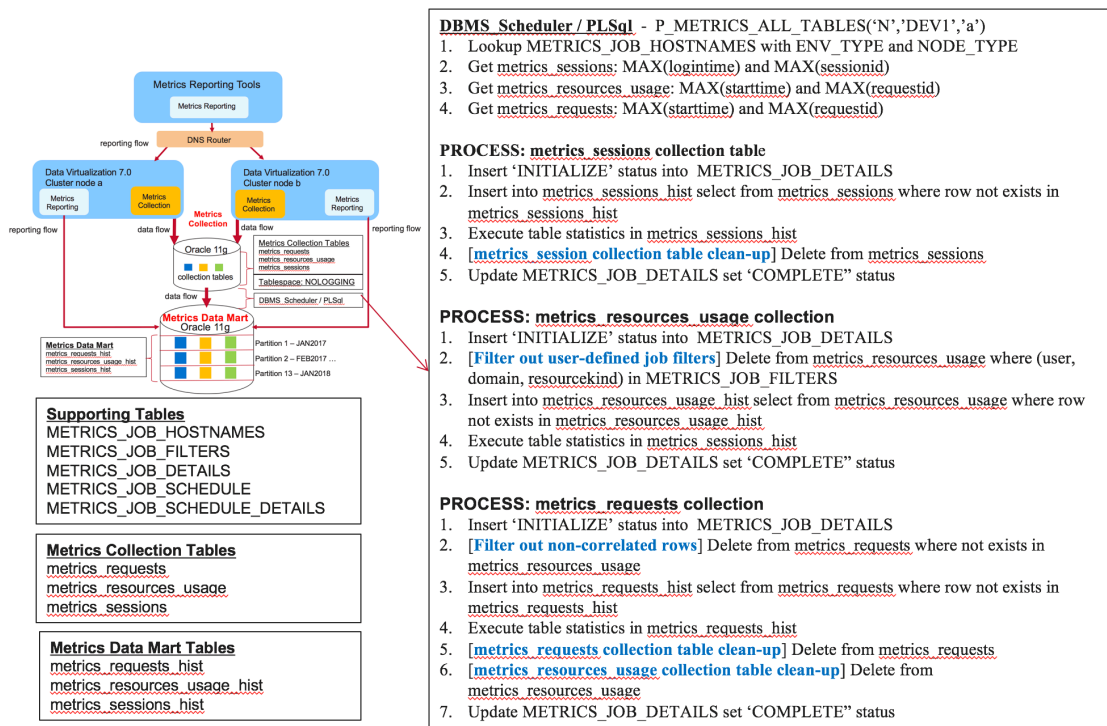 Metrics Reporting Tools
Metrics Reporting
DNS Router
reporting flow
Data Virtualization 7.0
Cluster node a
Metrics
Reporting
Metrics
Collection
Data Virtualization 7.0
Cluster node b
Metrics
Collection
Metrics
Reporting
reporting flow
data flow
Metrics
Collection
data flow
reporting flow
Oracle 11g
collection tables
Metrics Collection Tables
metrics_requests
metrics_resources_usage
metrics_sessions
Tablespace: NOLOGGING
data flow
DBMS_Scheduler / PLSql
Metrics Data Mart
Oracle 11g
Metrics Data Mart
metrics_requests_hist
metrics_resources_usage_hist
metrics_sessions_hist
Partition 1 – JAN2017
Partition 2 – FEB2017 …
Partition 13 – JAN2018
Supporting Tables
METRICS_JOB_HOSTNAMES
METRICS_JOB_FILTERS
METRICS_JOB_DETAILS
METRICS_JOB_SCHEDULE
METRICS_JOB_SCHEDULE_DETAILS
Metrics Collection Tables
metrics_requests
metrics_resources_usage
metrics_sessions
Metrics Data Mart Tables
metrics_requests_hist
metrics_resources_usage_hist
metrics_sessions_hist
DBMS_Scheduler / PLSql - P_METRICS_ALL_TABLES(‘N’,’DEV1’,’a’)
1. Lookup METRICS_JOB_HOSTNAMES with ENV_TYPE and NODE_TYPE
2. Get metrics_sessions: MAX(logintime) and MAX(sessionid)
3. Get metrics_resources_usage: MAX(starttime) and MAX(requestid)
4. Get metrics_requests: MAX(starttime) and MAX(requestid)
PROCESS: metrics_sessions collection table
1. Insert ‘INITIALIZE’ status into METRICS_JOB_DETAILS
2. Insert into metrics_sessions_hist select from metrics_sessions where row not exists in
metrics_sessions_hist
3. Execute table statistics in metrics_sessions_hist
4. [metrics_session collection table clean-up] Delete from metrics_sessions
5. Update METRICS_JOB_DETAILS set ‘COMPLETE” status
PROCESS: metrics_resources_usage collection
1. Insert ‘INITIALIZE’ status into METRICS_JOB_DETAILS
2. [Filter out user-defined job filters] Delete from metrics_resources_usage where (user,
domain, resourcekind) in METRICS_JOB_FILTERS
3. Insert into metrics_resources_usage_hist select from metrics_resources_usage where row
not exists in metrics_resources_usage_hist
4. Execute table statistics in metrics_sessions_hist
5. Update METRICS_JOB_DETAILS set ‘COMPLETE” status
PROCESS: metrics_requests collection
1. Insert ‘INITIALIZE’ status into METRICS_JOB_DETAILS
2. [Filter out non-correlated rows] Delete from metrics_requests where not exists in
metrics_resources_usage
3. Insert into metrics_requests_hist select from metrics_requests where row not exists in
metrics_requests_hist
4. Execute table statistics in metrics_requests_hist
5. [metrics_requests collection table clean-up] Delete from metrics_requests
6. [metrics_resources_usage collection table clean-up] Delete from
metrics_resources_usage
7. Update METRICS_JOB_DETAILS set ‘COMPLETE” status